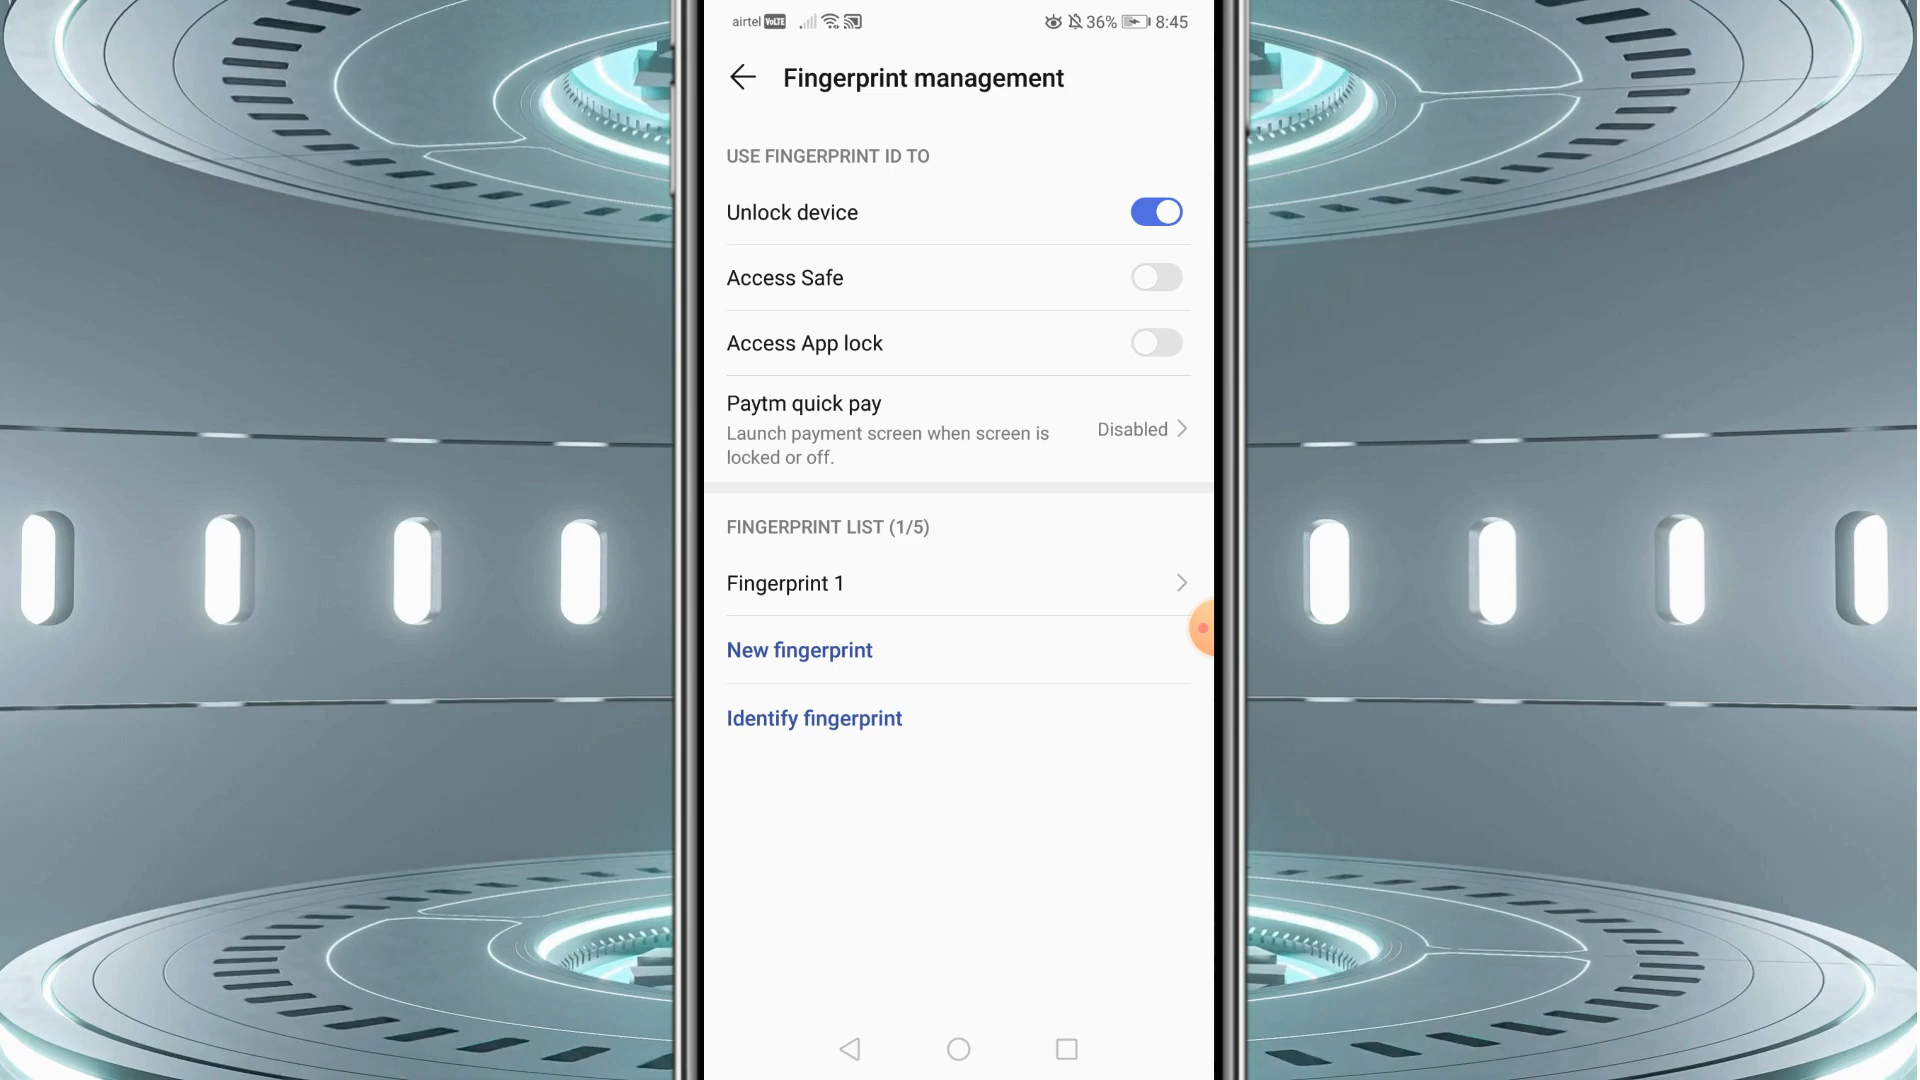 airtel VoLTE 36% 8:45
Fingerprint management
USE FINGERPRINT ID TO
Unlock device
Access Safe
Access App lock
Paytm quick pay
Launch payment screen when screen is
locked or off.
Disabled
FINGERPRINT LIST (1/5)
Fingerprint 1
New fingerprint
Identify fingerprint